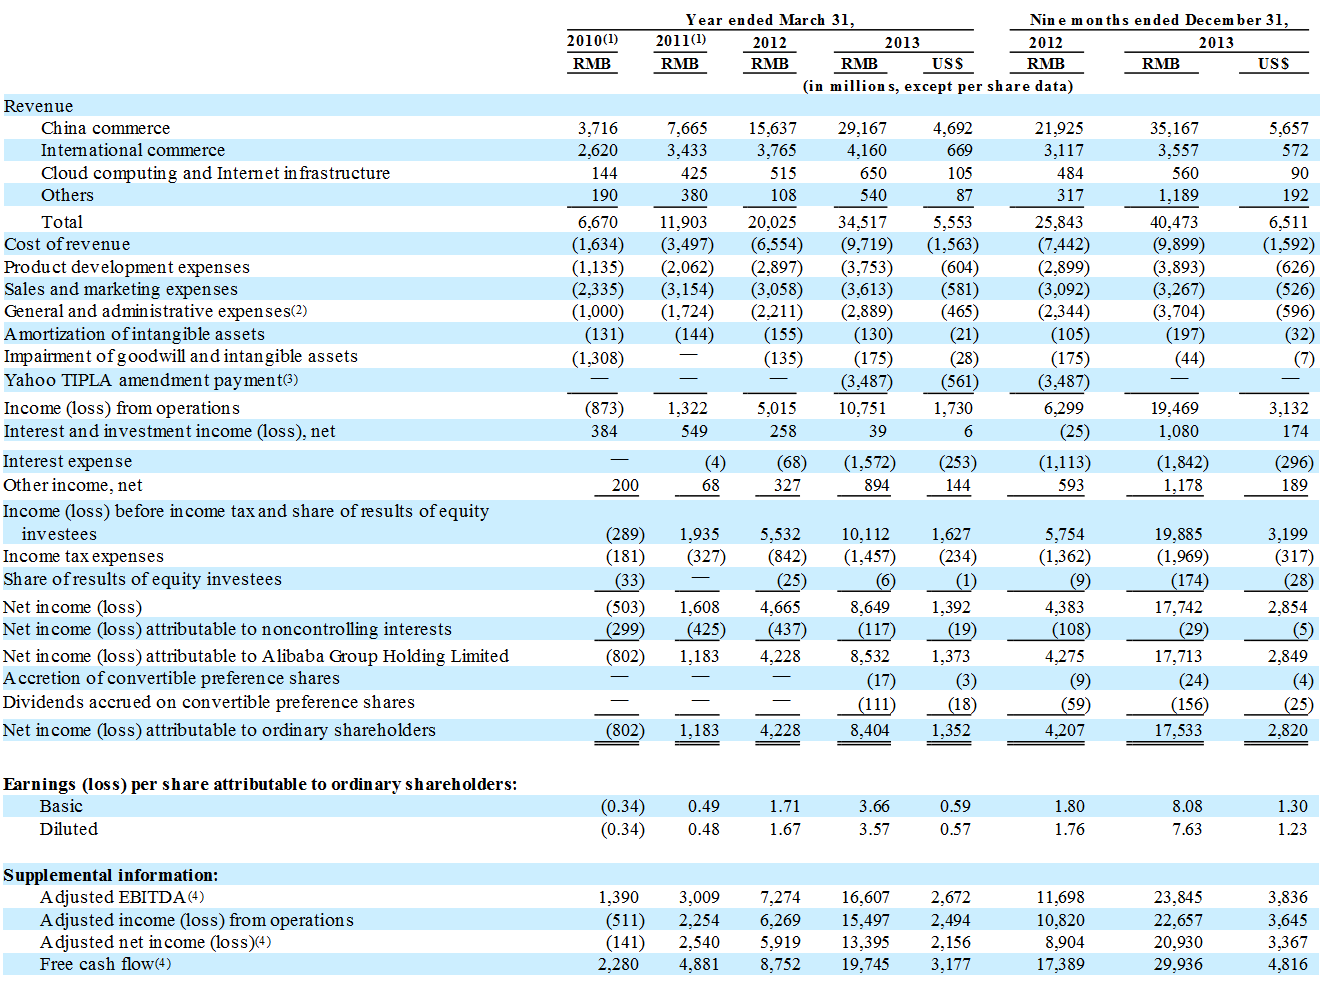 Year ended March 31, Nine months ended December 31,
2010(1) 2011(1) 2012 2013 2012 2013
RMB RMB RMB RMB US$ RMB RMB US$
(in millions, except per share data)
Revenue
China commerce 3,716 7,665 15,637 29,167 4,692 21,925 35,167 5,657
International commerce 2,620 3,433 3,765 4,160 669 3,117 3,557 572
Cloud computing and Internet infrastructure 144 425 515 650 105 484 560 90
Others 190 380 108 540 87 317 1,189 192
Total 6,670 11,903 20,025 34,517 5,553 25,843 40,473 6,511
Cost of revenue (1,634) (3,497) (6,554) (9,719) (1,563) (7,442) (9,899) (1,592)
Product development expenses (1,135) (2,062) (2,897) (3,753) (604) (2,899) (3,893) (626)
Sales and marketing expenses (2,335) (3,154) (3,058) (3,613) (581) (3,092) (3,267) (526)
General and administrative expenses(2) (1,000) (1,724) (2,211) (2,889) (465) (2,344) (3,704) (596)
Amortization of intangible assets (131) (144) (155) (130) (21) (105) (197) (32)
Impairment of goodwill and intangible assets (1,308) — (135) (175) (28) (175) (44) (7)
Yahoo TIPLA amendment payment(3) — — — (3,487) (561) (3,487) — —
Income (loss) from operations (873) 1,322 5,015 10,751 1,730 6,299 19,469 3,132
Interest and investment income (loss), net 384 549 258 39 6 (25) 1,080 174
Interest expense — (4) (68) (1,572) (253) (1,113) (1,842) (296)
Other income, net 200 68 327 894 144 593 1,178 189
Income (loss) before income tax and share of results of equity
investees (289) 1,935 5,532 10,112 1,627 5,754 19,885 3,199
Income tax expenses (181) (327) (842) (1,457) (234) (1,362) (1,969) (317)
Share of results of equity investees (33) — (25) (6) (1) (9) (174) (28)
Net income (loss) (503) 1,608 4,665 8,649 1,392 4,383 17,742 2,854
Net income (loss) attributable to noncontrolling interests (299) (425) (437) (117) (19) (108) (29) (5)
Net income (loss) attributable to Alibaba Group Holding Limited (802) 1,183 4,228 8,532 1,373 4,275 17,713 2,849
Accretion of convertible preference shares — — — (17) (3) (9) (24) (4)
Dividends accrued on convertible preference shares — — — (111) (18) (59) (156) (25)
Net income (loss) attributable to ordinary shareholders (802) 1,183 4,228 8,404 1,352 4,207 17,533 2,820
Earnings (loss) per share attributable to ordinary shareholders:
Basic (0.34) 0.49 1.71 3.66 0.59 1.80 8.08 1.30
Diluted (0.34) 0.48 1.67 3.57 0.57 1.76 7.63 1.23
Supplemental information:
Adjusted EBITDA(4) 1,390 3,009 7,274 16,607 2,672 11,698 23,845 3,836
Adjusted income (loss) from operations (511) 2,254 6,269 15,497 2,494 10,820 22,657 3,645
Adjusted net income (loss)(4) (141) 2,540 5,919 13,395 2,156 8,904 20,930 3,367
Free cash flow(4) 2,280 4,881 8,752 19,745 3,177 17,389 29,936 4,816